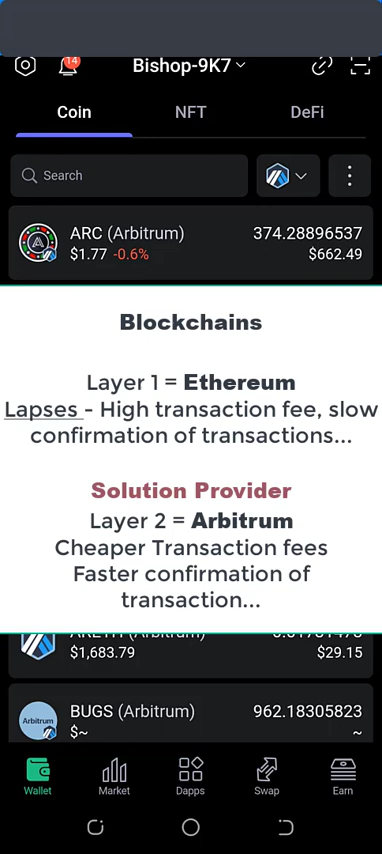 14
Bishop-9K7
Coin NFT DeFi
Search
ARC (Arbitrum) 374.28896537
$1.77 -0.6% $662.49
Blockchains
Layer 1 = Ethereum
Lapses - High transaction fee, slow
confirmation of transactions...
Solution Provider
Layer 2 = Arbitrum
Cheaper Transaction fees
Faster confirmation of
transaction...
$1,683.79 $29.15
Arbitrum
BUGS (Arbitrum) 962.18305823
$~ ~
Wallet Market Dapps Swap Earn